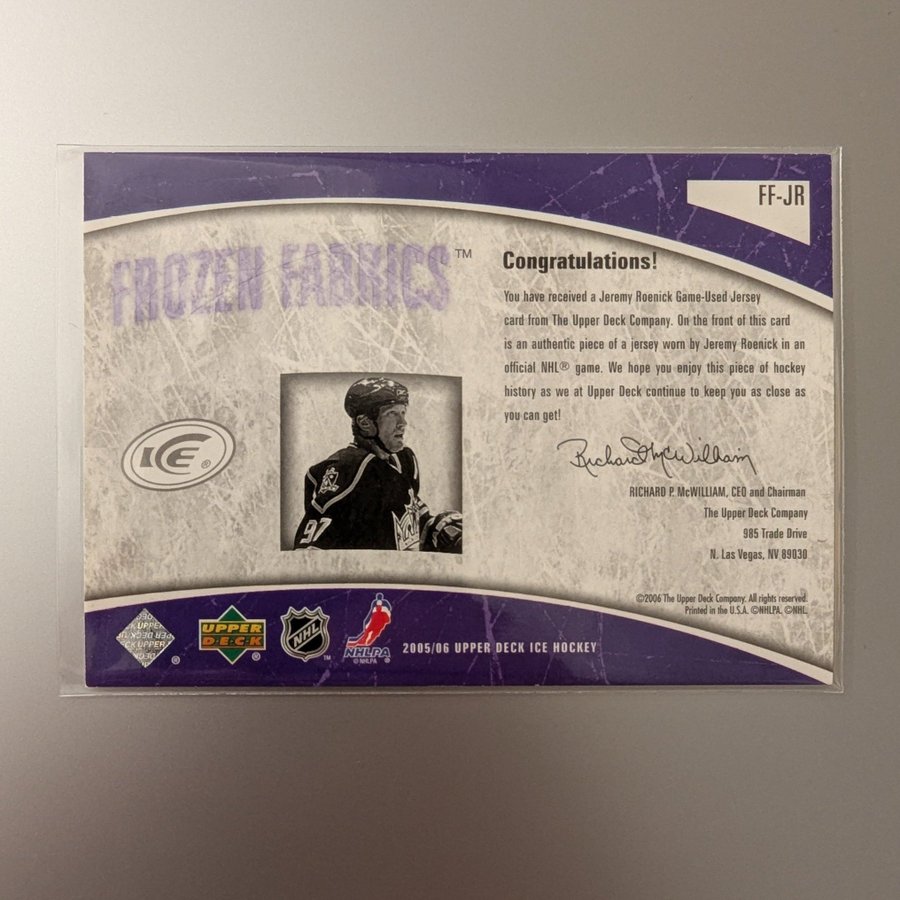 FF-JR
FROZEN FABRICS™
Congratulations!
You have received a Jeremy Roenick Game-Used Jersey
card from The Upper Deck Company. On the front of this card
is an authentic piece of a jersey worn by Jeremy Roenick in an
official NHL® game. We hope you enjoy this piece of hockey
history as we at Upper Deck continue to keep you as close as
you can get!
ICE®
97
Richard McWilliam
RICHARD P. McWILLIAM, CEO and Chairman
The Upper Deck Company
985 Trade Drive
N. Las Vegas, NV 89030
©2006 The Upper Deck Company. All rights reserved.
Printed in the U.S.A. ©NHLPA. ©NHL.
UPPER
DECK
®
NHL
™
NHLPA
©NHLPA
®
2005/06 UPPER DECK ICE HOCKEY